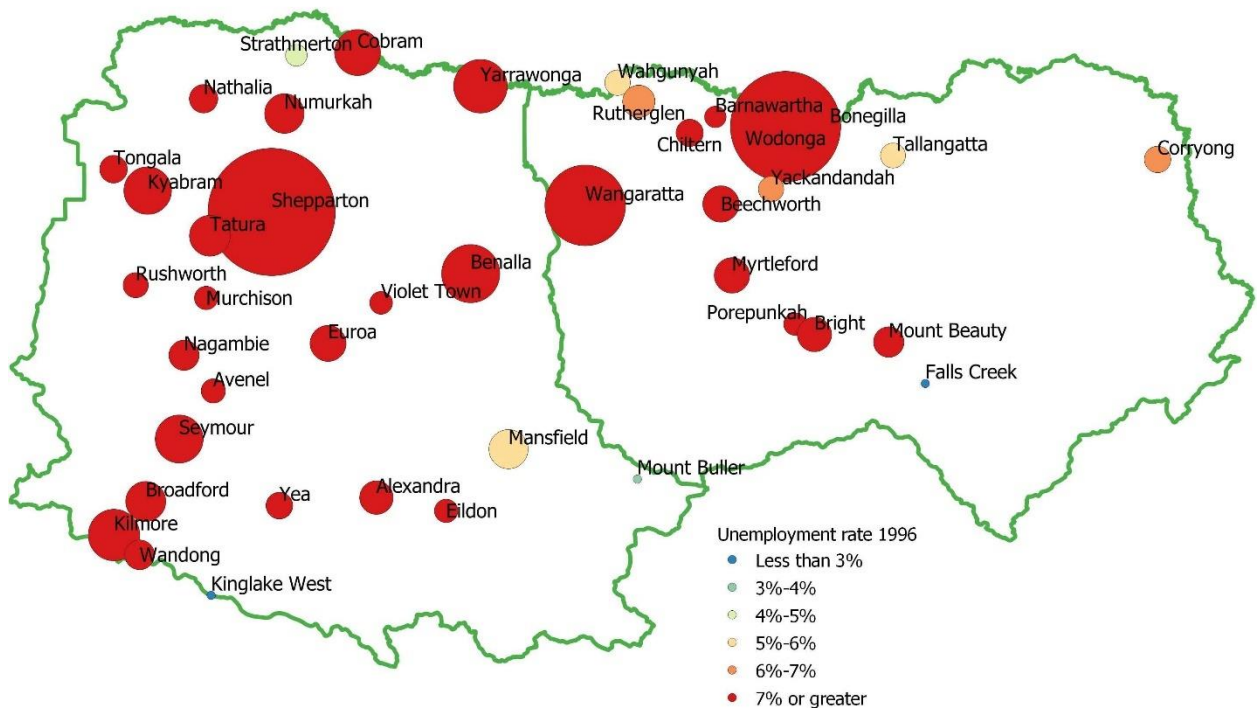 Strathmerton
Cobram
Yarrawonga
Wahgunyah
Nathalia
Numurkah
Rutherglen
Barnawartha
Bonegilla
Chiltern
Wodonga
Tallangatta
Corryong
Tongala
Kyabram
Shepparton
Wangaratta
Yackandandah
Beechworth
Tatura
Benalla
Myrtleford
Rushworth
Murchison
Violet Town
Porepunkah
Bright
Mount Beauty
Euroa
Nagambie
Avenel
Falls Creek
Seymour
Mansfield
Mount Buller
Broadford
Yea
Alexandra
Eildon
Kilmore
Wandong
Kinglake West
Unemployment rate 1996
Less than 3%
3%-4%
4%-5%
5%-6%
6%-7%
7% or greater